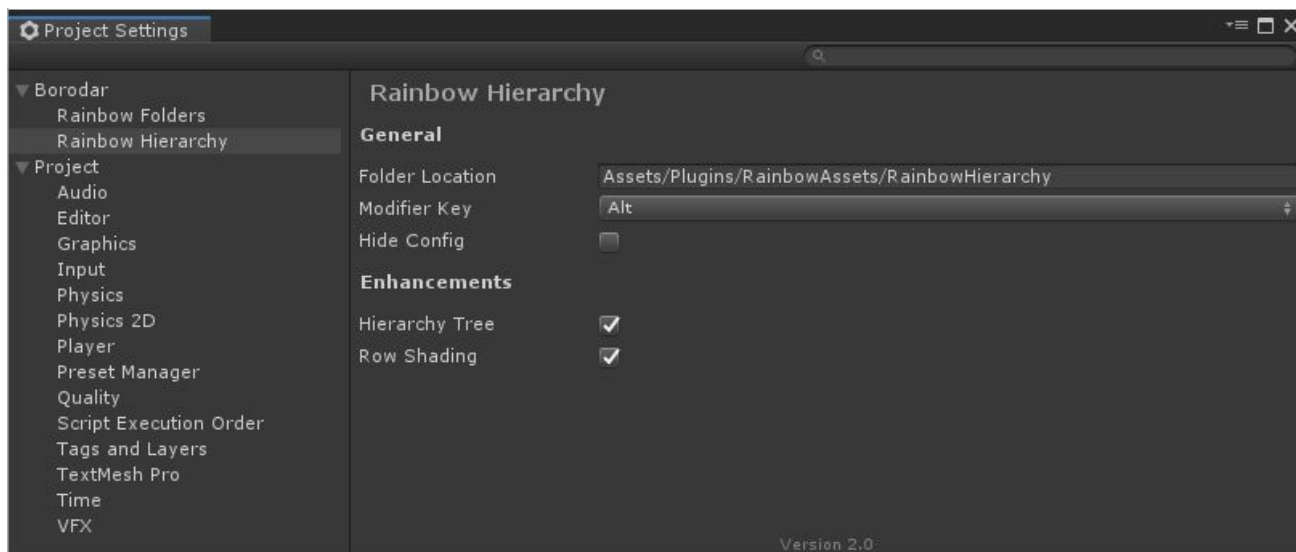 Project Settings
Borodar
Rainbow Folders
Rainbow Hierarchy
Project
Audio
Editor
Graphics
Input
Physics
Physics 2D
Player
Preset Manager
Quality
Script Execution Order
Tags and Layers
TextMesh Pro
Time
VFX
Rainbow Hierarchy
General
Folder Location Assets/Plugins/RainbowAssets/RainbowHierarchy
Modifier Key Alt
Hide Config
Enhancements
Hierarchy Tree
Row Shading
Version 2.0